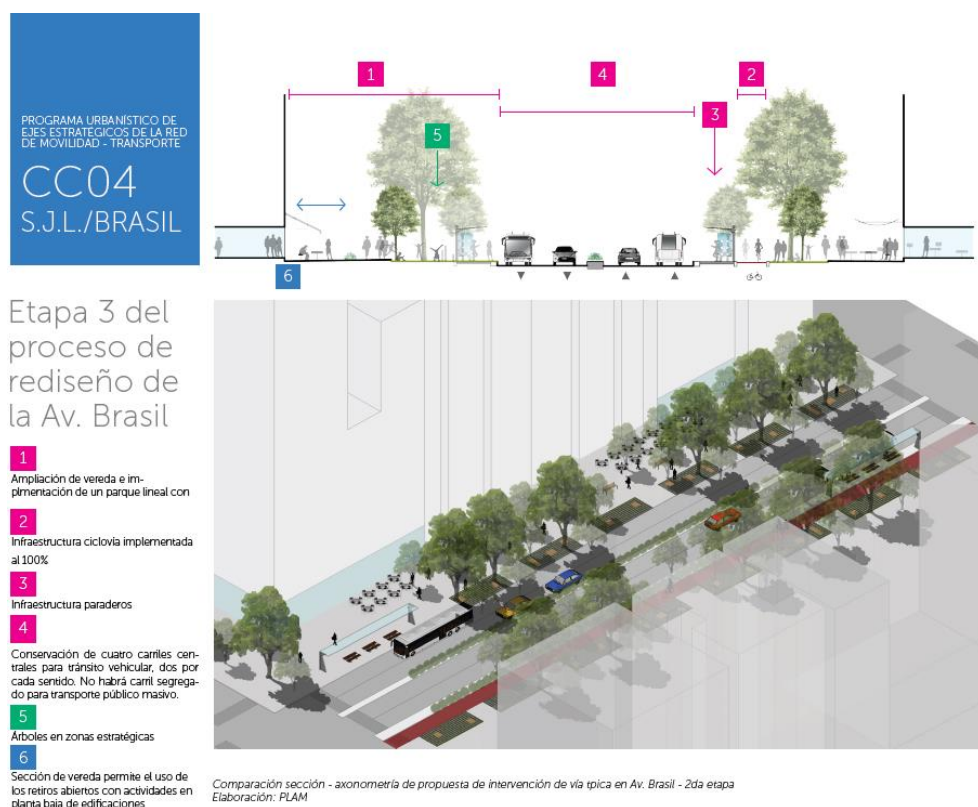 PROGRAMA URBANÍSTICO DE
EJES ESTRATÉGICOS DE LA RED
DE MOVILIDAD - TRANSPORTE
CC04
S.J.L./BRASIL
1
4
2
3
5
6
Etapa 3 del
proceso de
rediseño de
la Av. Brasil
1
Ampliación de vereda e im-
plmentación de un parque lineal con
2
Infraestructura ciclovía implementada
al 100%
3
Infraestructura paraderos
4
Conservación de cuatro carriles cen-
trales para tránsito vehicular, dos por
cada sentido. No habrá carril segrega-
do para transporte público masivo.
5
Árboles en zonas estratégicas
6
Sección de vereda permite el uso de
los retiros abiertos con actividades en
planta baja de edificaciones
Comparación sección - axonometría de propuesta de intervención de vía típica en Av. Brasil - 2da etapa
Elaboración: PLAM